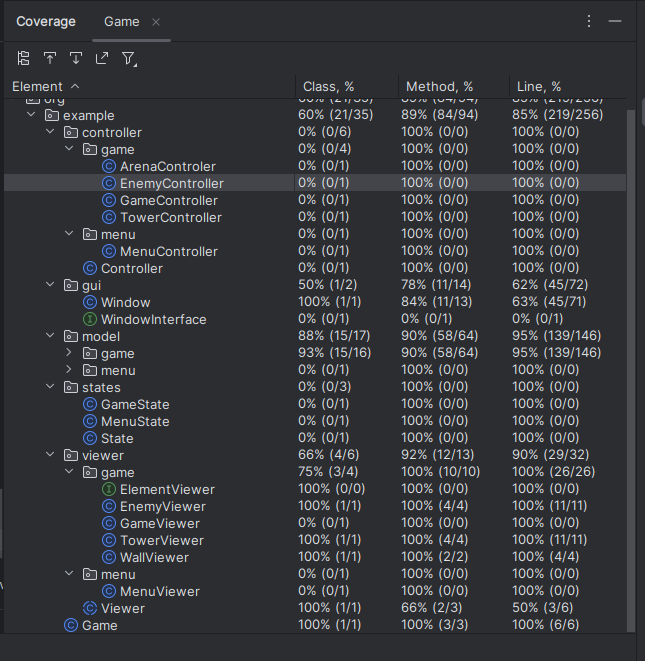 Coverage Game
Element Class, % Method, % Line, %
org 60% (21/35) 89% (84/94) 85% (219/256)
example 60% (21/35) 89% (84/94) 85% (219/256)
controller 0% (0/6) 100% (0/0) 100% (0/0)
game 0% (0/4) 100% (0/0) 100% (0/0)
ArenaControler 0% (0/1) 100% (0/0) 100% (0/0)
EnemyController 0% (0/1) 100% (0/0) 100% (0/0)
GameController 0% (0/1) 100% (0/0) 100% (0/0)
TowerController 0% (0/1) 100% (0/0) 100% (0/0)
menu 0% (0/1) 100% (0/0) 100% (0/0)
MenuController 0% (0/1) 100% (0/0) 100% (0/0)
Controller 0% (0/1) 100% (0/0) 100% (0/0)
gui 50% (1/2) 78% (11/14) 62% (45/72)
Window 100% (1/1) 84% (11/13) 63% (45/71)
WindowInterface 0% (0/1) 0% (0/1) 0% (0/1)
model 88% (15/17) 90% (58/64) 95% (139/146)
game 93% (15/16) 90% (58/64) 95% (139/146)
menu 0% (0/1) 100% (0/0) 100% (0/0)
states 0% (0/3) 100% (0/0) 100% (0/0)
GameState 0% (0/1) 100% (0/0) 100% (0/0)
MenuState 0% (0/1) 100% (0/0) 100% (0/0)
State 0% (0/1) 100% (0/0) 100% (0/0)
viewer 66% (4/6) 92% (12/13) 90% (29/32)
game 75% (3/4) 100% (10/10) 100% (26/26)
ElementViewer 100% (0/0) 100% (0/0) 100% (0/0)
EnemyViewer 100% (1/1) 100% (4/4) 100% (11/11)
GameViewer 0% (0/1) 100% (0/0) 100% (0/0)
TowerViewer 100% (1/1) 100% (4/4) 100% (11/11)
WallViewer 100% (1/1) 100% (2/2) 100% (4/4)
menu 0% (0/1) 100% (0/0) 100% (0/0)
MenuViewer 0% (0/1) 100% (0/0) 100% (0/0)
Viewer 100% (1/1) 66% (2/3) 50% (3/6)
Game 100% (1/1) 100% (3/3) 100% (6/6)